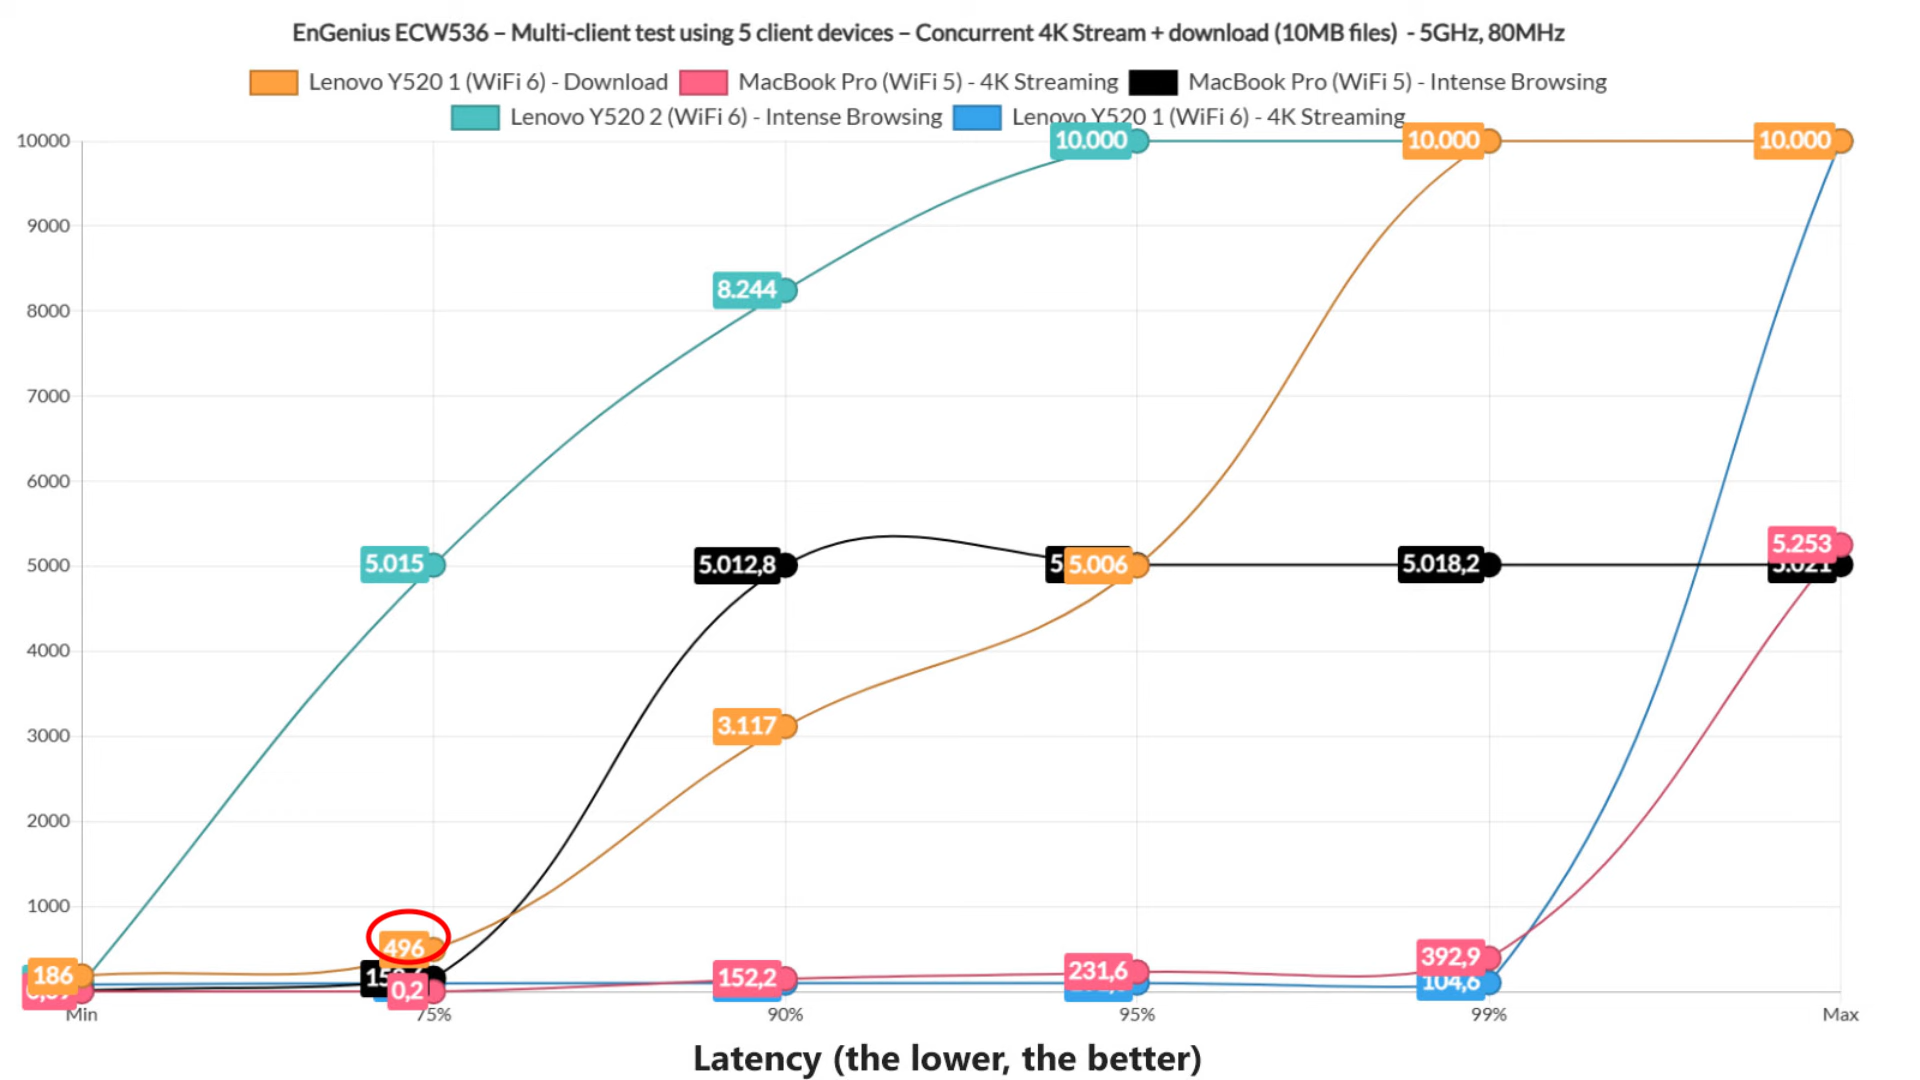 EnGenius ECW536 – Multi-client test using 5 client devices – Concurrent 4K Stream + download (10MB files) - 5GHz, 80MHz
Lenovo Y520 1 (WiFi 6) - Download MacBook Pro (WiFi 5) - 4K Streaming MacBook Pro (WiFi 5) - Intense Browsing
Lenovo Y520 2 (WiFi 6) - Intense Browsing Lenovo Y520 1 (WiFi 6) - 4K Streaming
10000 10.000 10.000 10.000
9000
8.244
8000
7000
6000
5.253
5000 5.015 5.012,8 5.006 5.018,2 5.021
4000
3.117
3000
2000
1000
496
392,9
186 152,2 231,6
0,2 104,6
Min 75% 90% 95% 99% Max
Latency (the lower, the better)